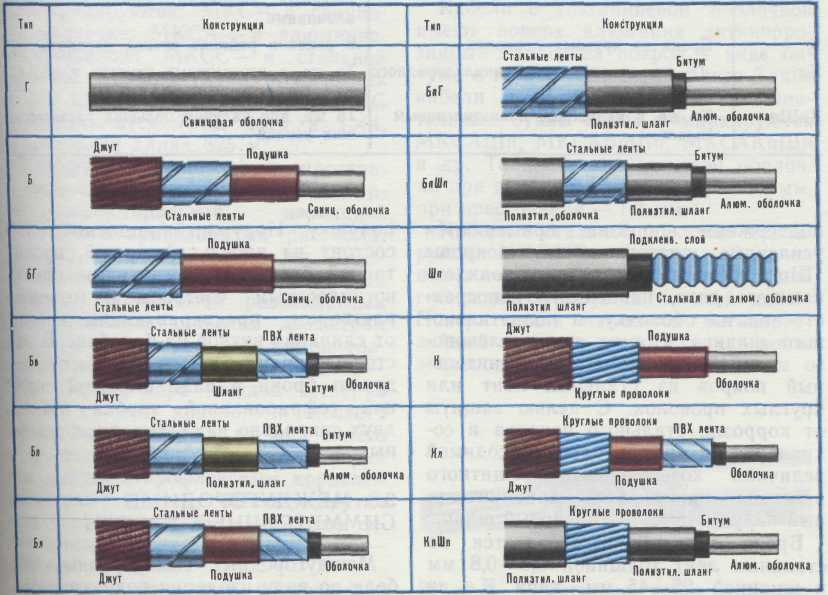 Тип
Конструкция
Г
Свинцовая оболочка
Б
Джут
Подушка
Стальные ленты
Свинц. оболочка
БГ
Подушка
Стальные ленты
Свинц. оболочка
Бв
Стальные ленты
ПВХ лента
Джут
Шланг
Битум
Оболочка
Бп
Стальные ленты
ПВХ лента
Битум
Джут
Полиэтил. шланг
Алюм. оболочка
Бл
Стальные ленты
ПВХ лента
Джут
Подушка
Оболочка
Тип
Конструкция
БпГ
Стальные ленты
Битум
Полиэтил. шланг
Алюм. оболочка
БпШп
Стальные ленты
Битум
Полиэтил. оболочка
Полиэтил. шланг
Алюм. оболочка
Шп
Подклеив. слой
Полиэтил шланг
Стальная или алюм. оболочка
К
Джут
Подушка
Круглые проволоки
Оболочка
Кл
Круглые проволоки
ПВХ лента
Джут
Подушка
Оболочка
КпШп
Круглые проволоки
Битум
Полиэтил. шланг
Полиэтил. шланг
Алюм. оболочка